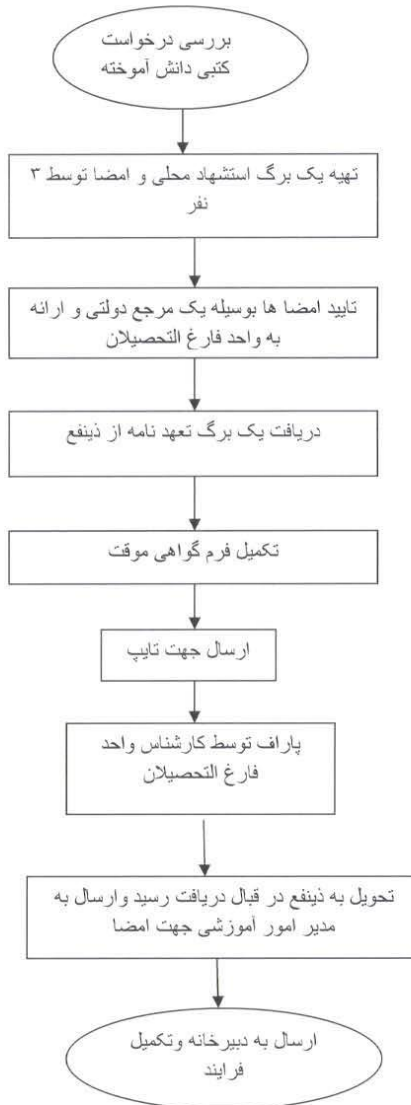 بررسی درخواست
کتبی دانش آموخته
تهیه یک برگ استشهاد محلی و امضا توسط ۳
نفر
تایید امضا ها بوسیله یک مرجع دولتی و ارائه
به واحد فارغ التحصیلان
دریافت یک برگ تعهد نامه از ذینفع
تکمیل فرم گواهی موقت
ارسال جهت تایپ
پاراف توسط کارشناس واحد
فارغ التحصیلان
تحویل به ذینفع در قبال دریافت رسید وارسال به
مدیر امور آموزشی جهت امضا
ارسال به دبیرخانه وتکمیل
فرایند